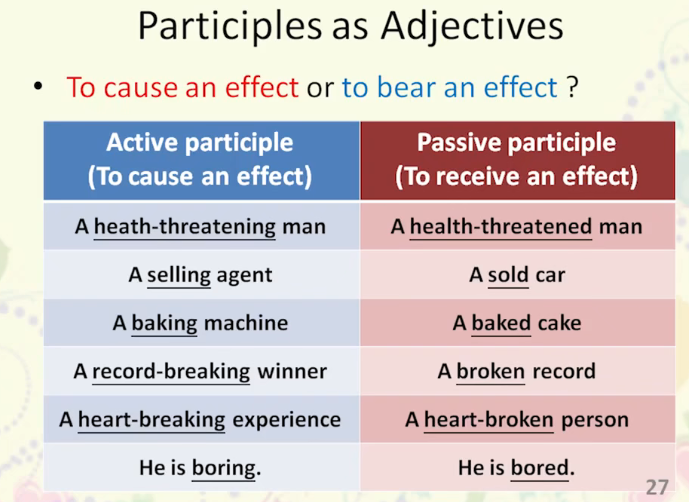 Participles as Adjectives
• To cause an effect or to bear an effect ?
Active participle
(To cause an effect)
Passive participle
(To receive an effect)
A heath-threatening man
A health-threatened man
A selling agent
A sold car
A baking machine
A baked cake
A record-breaking winner
A broken record
A heart-breaking experience
A heart-broken person
He is boring.
He is bored.
27